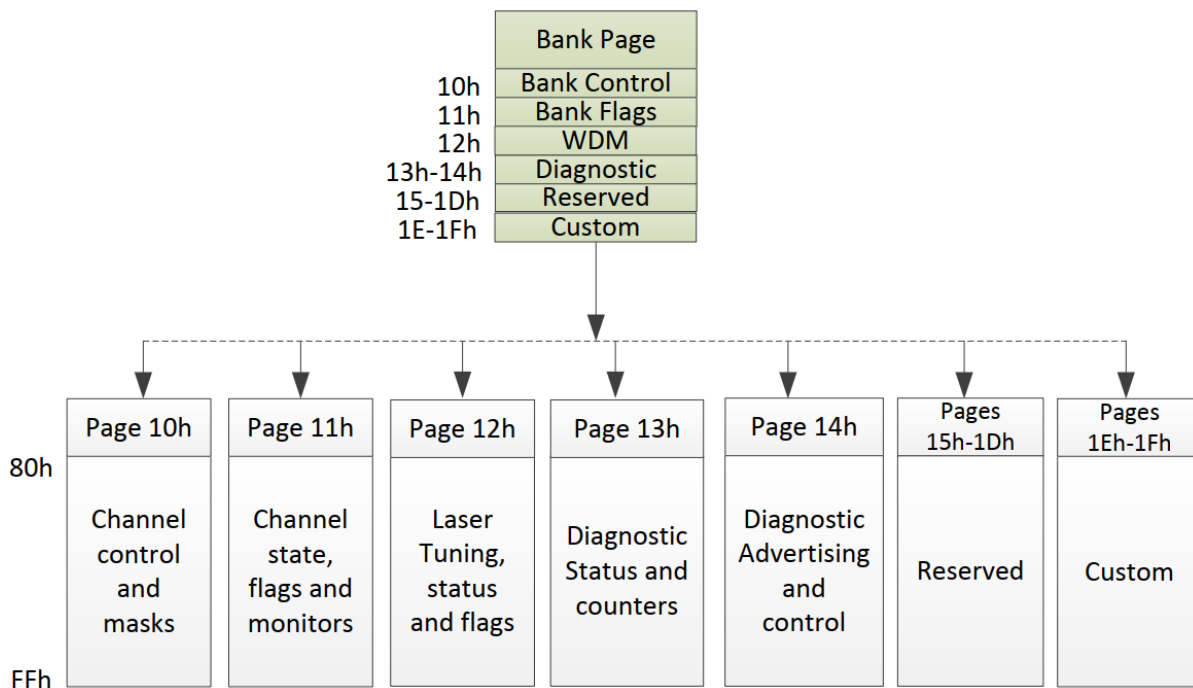 Bank Page
10h Bank Control
11h Bank Flags
12h WDM
13h-14h Diagnostic
15-1Dh Reserved
1E-1Fh Custom
Page 10h
Page 11h
Page 12h
Page 13h
Page 14h
Pages
15h-1Dh
Pages
1Eh-1Fh
80h
Channel
control
and
masks
Channel
state,
flags and
monitors
Laser
Tuning,
status
and flags
Diagnostic
Status and
counters
Diagnostic
Advertising
and
control
Reserved
Custom
FFh